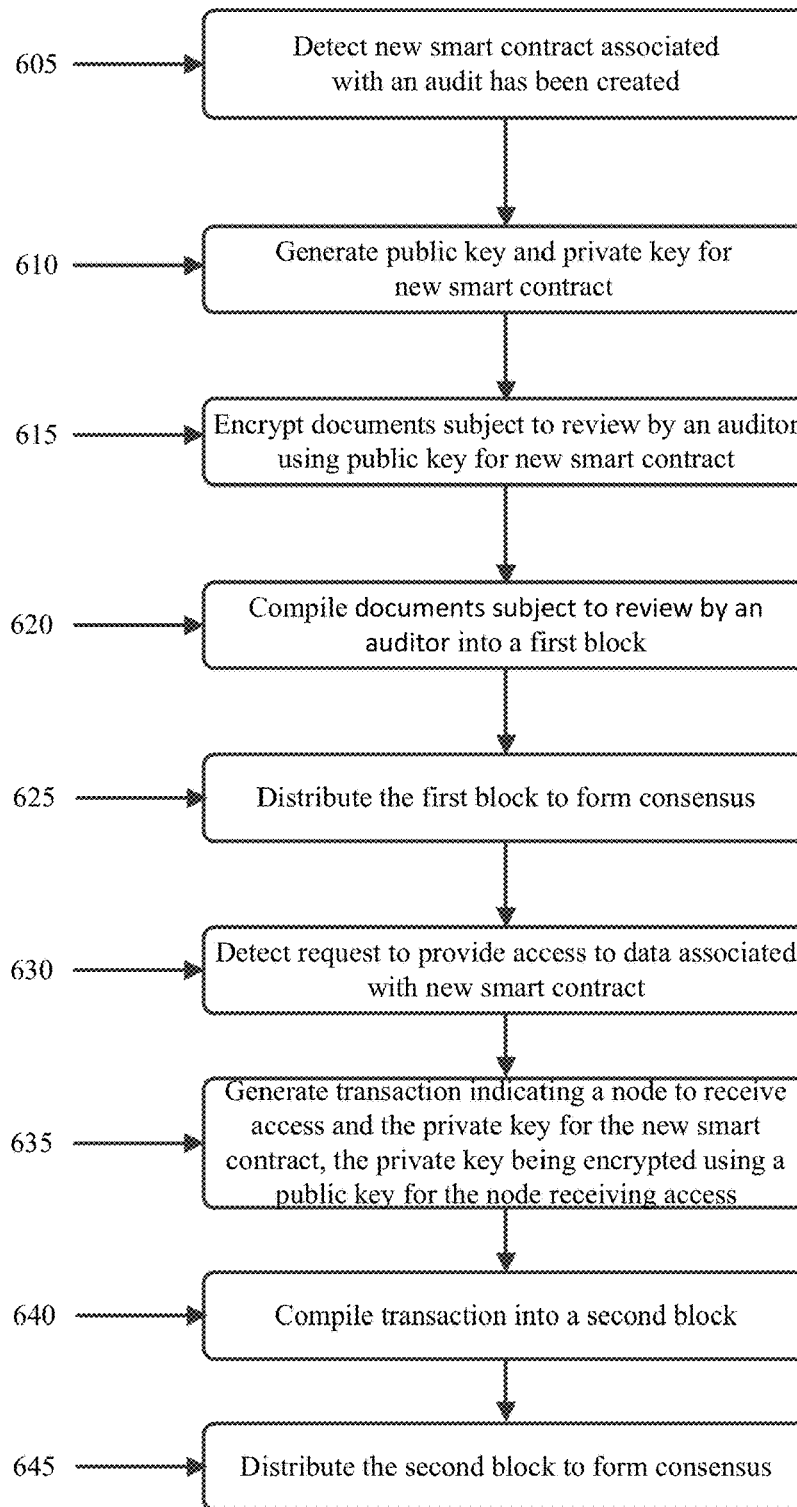 605
Detect new smart contract associated
with an audit has been created
610
Generate public key and private key for
new smart contract
615
Encrypt documents subject to review by an auditor
using public key for new smart contract
620
Compile documents subject to review by an
auditor into a first block
625
Distribute the first block to form consensus
630
Detect request to provide access to data associated
with new smart contract
635
Generate transaction indicating a node to receive
access and the private key for the new smart
contract, the private key being encrypted using a
public key for the node receiving access
640
Compile transaction into a second block
645
Distribute the second block to form consensus